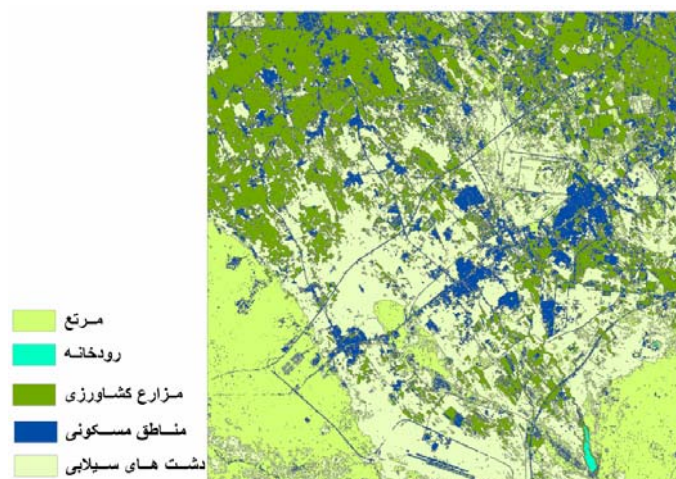 مرتع
رودخانه
مزارع کشاورزی
مناطق مسکونی
دشت های سیلابی